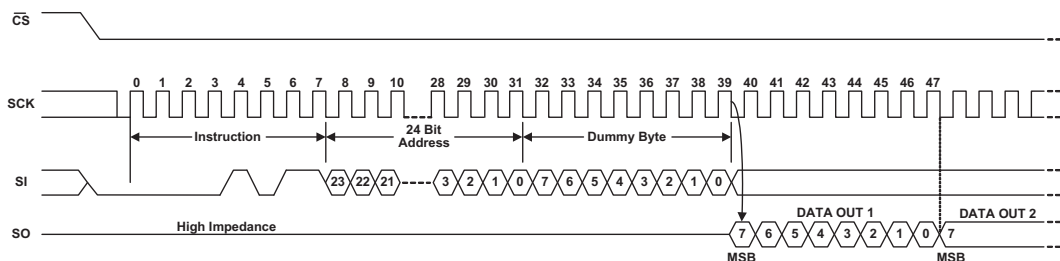 CS
0 1 2 3 4 5 6 7 8 9 10 28 29 30 31 32 33 34 35 36 37 38 39 40 41 42 43 44 45 46 47
SCK
Instruction
24 Bit
Address
Dummy Byte
SI
23 22 21 3 2 1 0 7 6 5 4 3 2 1 0
DATA OUT 1
DATA OUT 2
High Impedance
SO
7 6 5 4 3 2 1 0 7
MSB
MSB